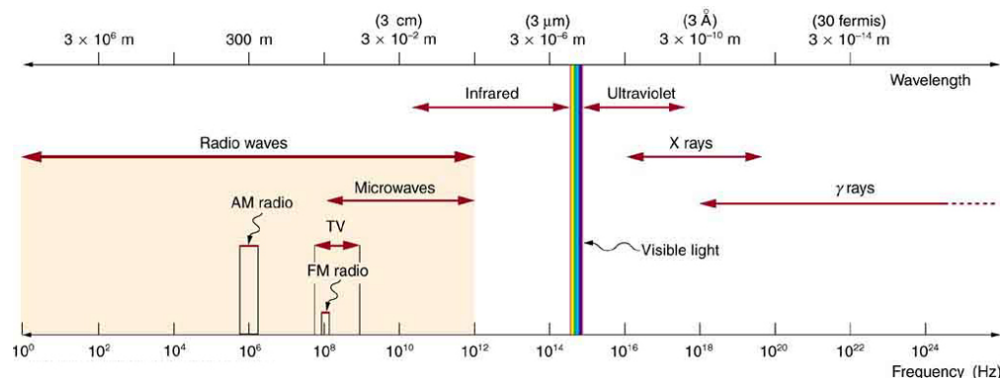 (3 cm) (3 μm) (3 Å) (30 fermis)
3 × 10⁶ m 300 m 3 × 10⁻² m 3 × 10⁻⁶ m 3 × 10⁻¹⁰ m 3 × 10⁻¹⁴ m
Wavelength
Infrared Ultraviolet
Radio waves X rays
Microwaves γ rays
AM radio
TV
Visible light
FM radio
10⁰ 10² 10⁴ 10⁶ 10⁸ 10¹⁰ 10¹² 10¹⁴ 10¹⁶ 10¹⁸ 10²⁰ 10²² 10²⁴
Frequency (Hz)